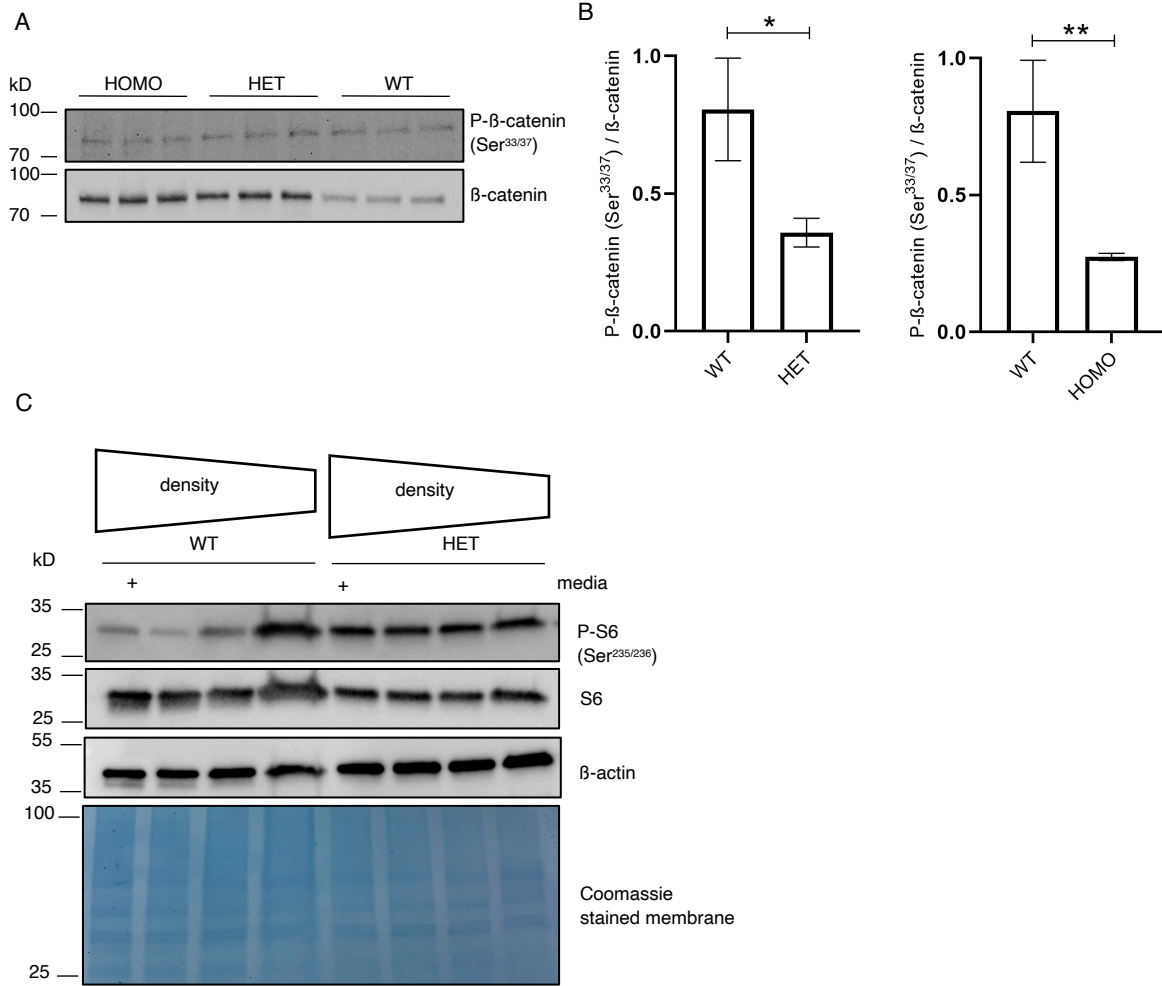 A
kD
HOMO HET WT
100
70
P-ß-catenin
(Ser33/37)
100
70
ß-catenin
B
*
1.0
0.5
0.0
P-ß-catenin (Ser33/37) / ß-catenin
WT
HET
**
1.0
0.5
0.0
P-ß-catenin (Ser33/37) / ß-catenin
WT
HOMO
C
density density
WT HET
kD
+ + media
35
25
P-S6
(Ser235/236)
35
25
S6
55
35
ß-actin
100
25
Coomassie
stained membrane